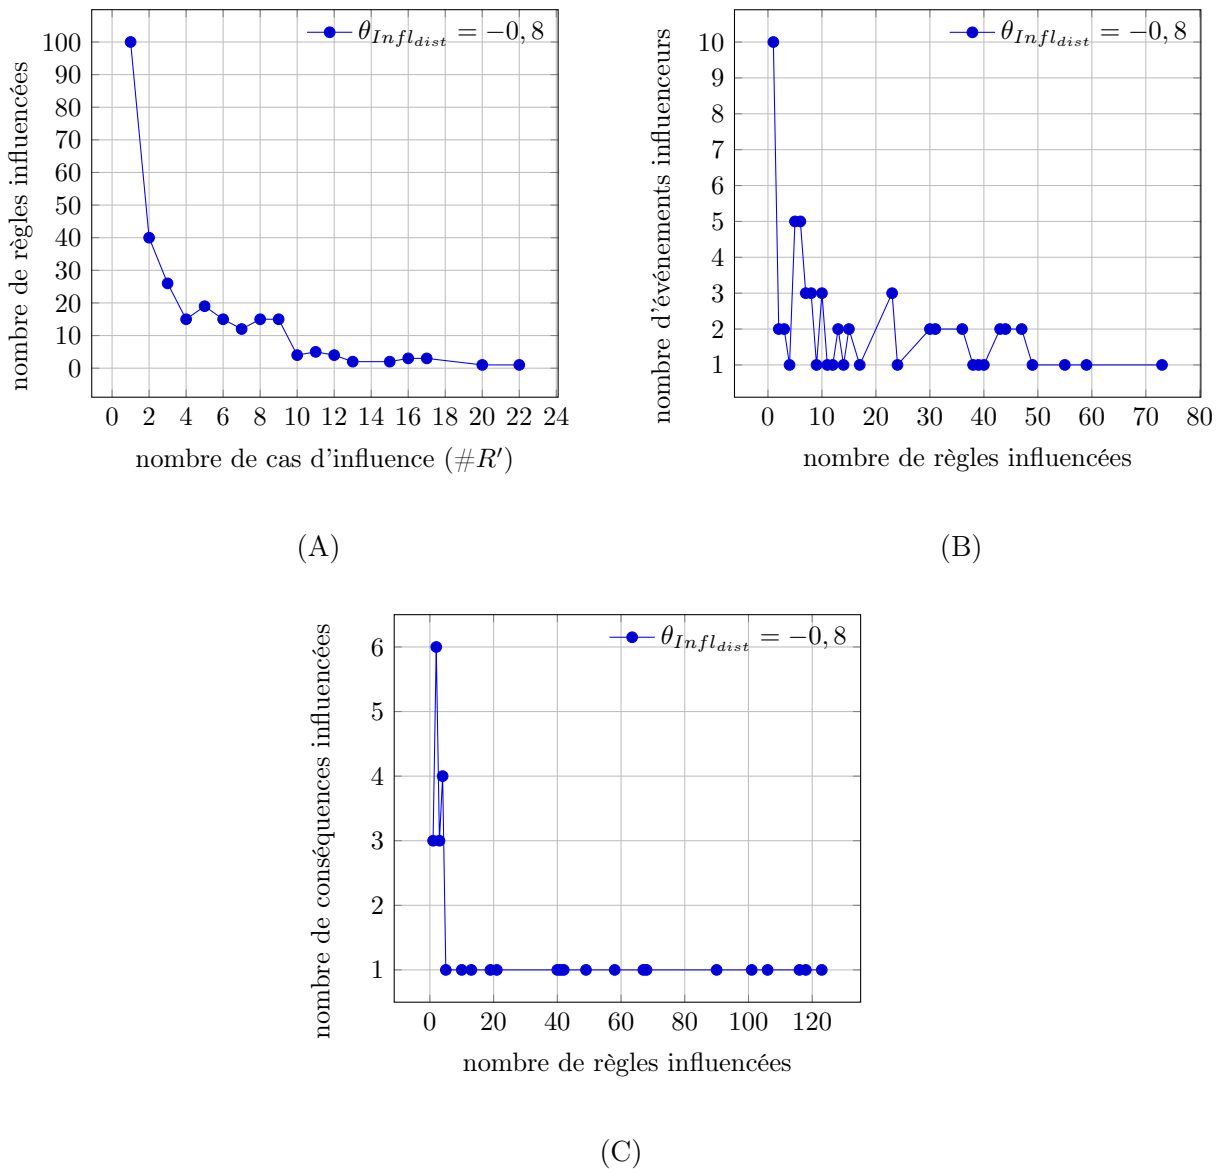 θ_{Infl_{dist}} = −0,8
100
90
80
70
60
50
40
30
20
10
0
nombre de règles influencées
0 2 4 6 8 10 12 14 16 18 20 22 24
nombre de cas d'influence (#R′)
(A)
θ_{Infl_{dist}} = −0,8
10
9
8
7
6
5
4
3
2
1
nombre d'événements influenceurs
0 10 20 30 40 50 60 70 80
nombre de règles influencées
(B)
θ_{Infl_{dist}} = −0,8
6
5
4
3
2
1
nombre de conséquences influencées
0 20 40 60 80 100 120
nombre de règles influencées
(C)